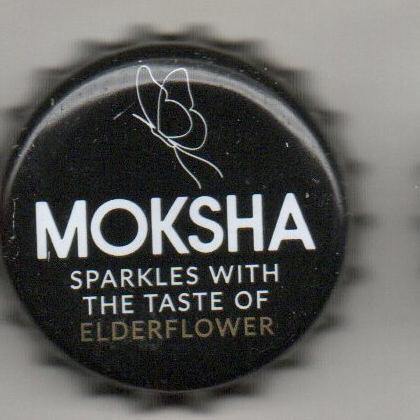 MOKSHA
SPARKLES WITH
THE TASTE OF
ELDERFLOWER